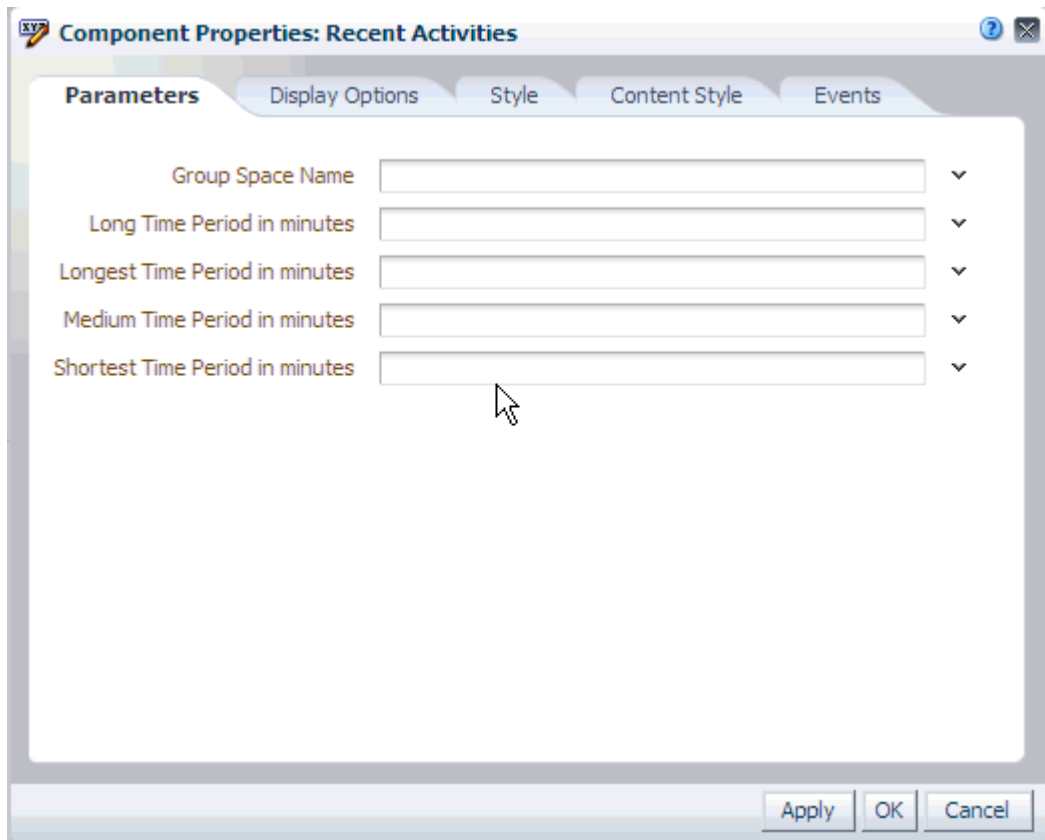 Component Properties: Recent Activities
Parameters Display Options Style Content Style Events
Group Space Name
Long Time Period in minutes
Longest Time Period in minutes
Medium Time Period in minutes
Shortest Time Period in minutes
Apply OK Cancel